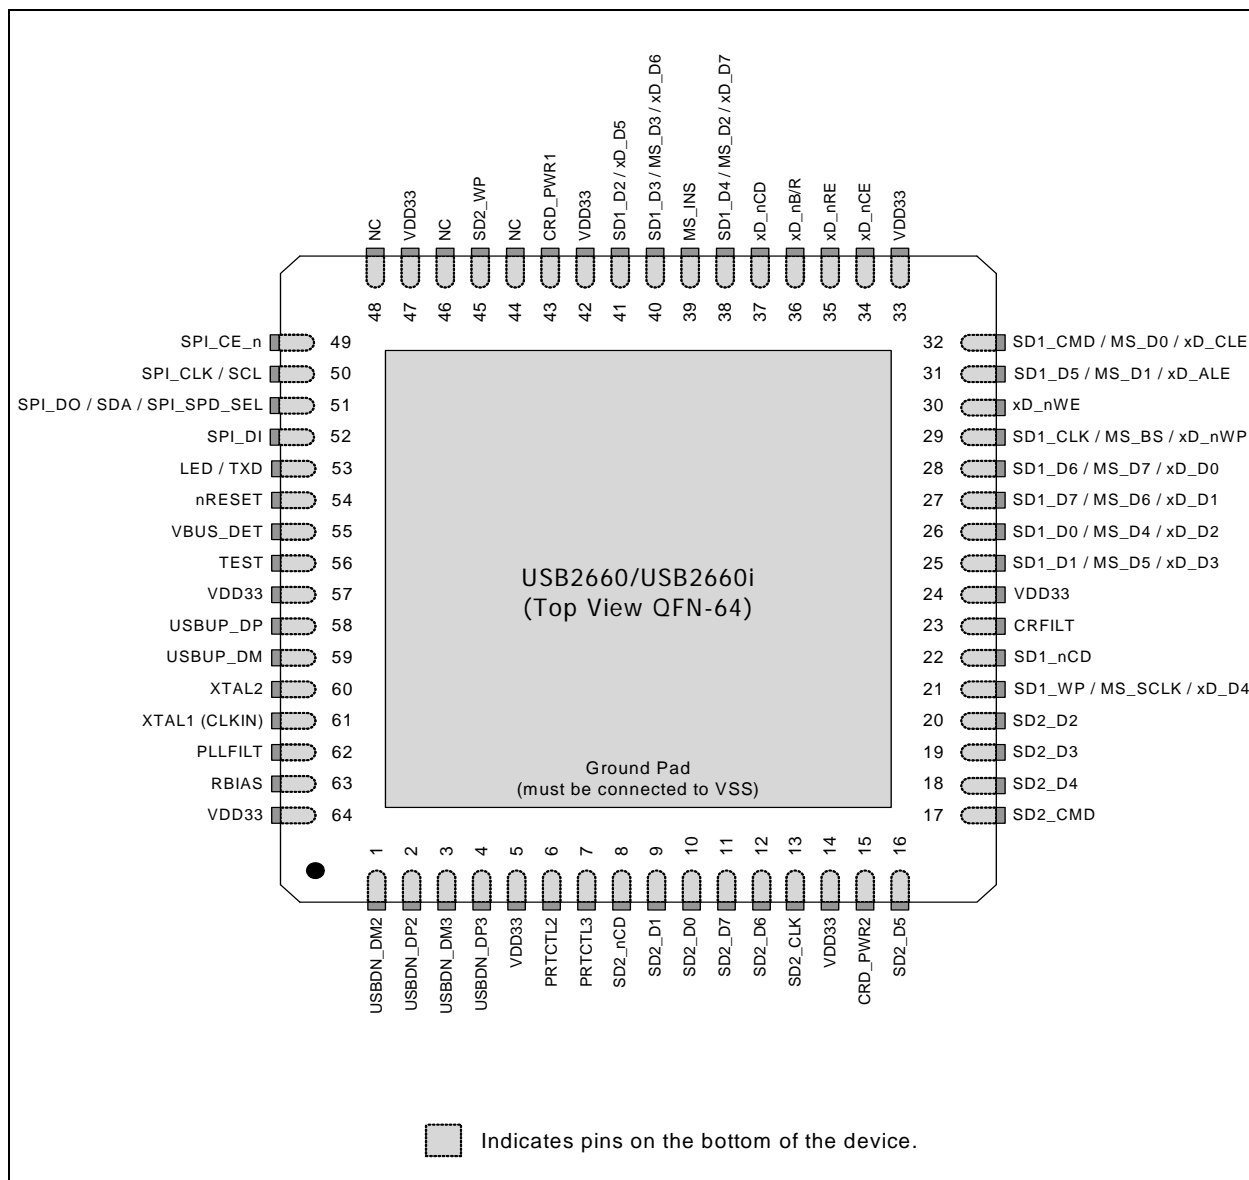 NC
VDD33
NC
SD2_WP
NC
CRD_PWR1
VDD33
SD1_D2 / xD_D5
SD1_D3 / MS_D3 / xD_D6
MS_INS
SD1_D4 / MS_D2 / xD_D7
xD_nCD
xD_nB/R
xD_nRE
xD_nCE
VDD33
48
47
46
45
44
43
42
41
40
39
38
37
36
35
34
33
SPI_CE_n 49
SPI_CLK / SCL 50
SPI_DO / SDA / SPI_SPD_SEL 51
SPI_DI 52
LED / TXD 53
nRESET 54
VBUS_DET 55
TEST 56
VDD33 57
USBUP_DP 58
USBUP_DM 59
XTAL2 60
XTAL1 (CLKIN) 61
PLLFILT 62
RBIAS 63
VDD33 64
32 SD1_CMD / MS_D0 / xD_CLE
31 SD1_D5 / MS_D1 / xD_ALE
30 xD_nWE
29 SD1_CLK / MS_BS / xD_nWP
28 SD1_D6 / MS_D7 / xD_D0
27 SD1_D7 / MS_D6 / xD_D1
26 SD1_D0 / MS_D4 / xD_D2
25 SD1_D1 / MS_D5 / xD_D3
24 VDD33
23 CRFILT
22 SD1_nCD
21 SD1_WP / MS_SCLK / xD_D4
20 SD2_D2
19 SD2_D3
18 SD2_D4
17 SD2_CMD
USB2660/USB2660i
(Top View QFN-64)
Ground Pad
(must be connected to VSS)
1
2
3
4
5
6
7
8
9
10
11
12
13
14
15
16
USBDN_DM2
USBDN_DP2
USBDN_DM3
USBDN_DP3
VDD33
PRTCTL2
PRTCTL3
SD2_nCD
SD2_D1
SD2_D0
SD2_D7
SD2_D6
SD2_CLK
VDD33
CRD_PWR2
SD2_D5
Indicates pins on the bottom of the device.